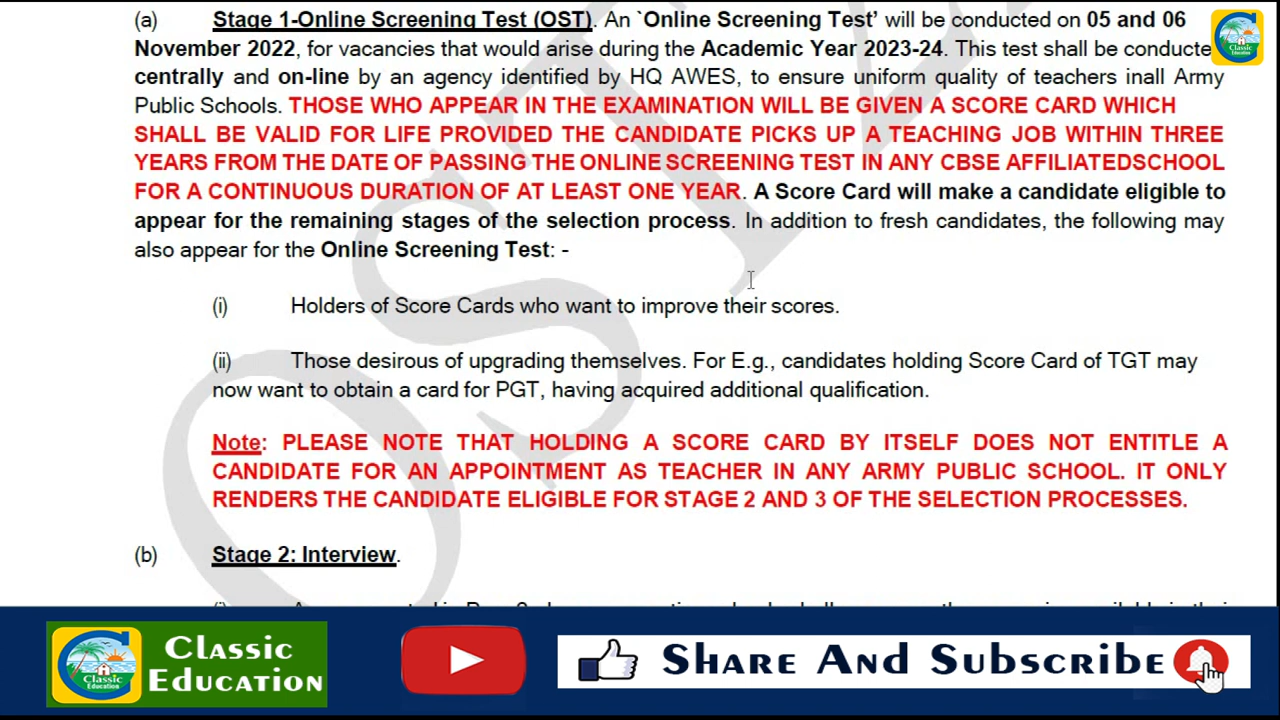 (a) Stage 1-Online Screening Test (OST). An `Online Screening Test' will be conducted on 05 and 06
November 2022, for vacancies that would arise during the Academic Year 2023-24. This test shall be conducte
centrally and on-line by an agency identified by HQ AWES, to ensure uniform quality of teachers inall Army
Public Schools. THOSE WHO APPEAR IN THE EXAMINATION WILL BE GIVEN A SCORE CARD WHICH
SHALL BE VALID FOR LIFE PROVIDED THE CANDIDATE PICKS UP A TEACHING JOB WITHIN THREE
YEARS FROM THE DATE OF PASSING THE ONLINE SCREENING TEST IN ANY CBSE AFFILIATEDSCHOOL
FOR A CONTINUOUS DURATION OF AT LEAST ONE YEAR. A Score Card will make a candidate eligible to
appear for the remaining stages of the selection process. In addition to fresh candidates, the following may
also appear for the Online Screening Test: -
(i) Holders of Score Cards who want to improve their scores.
(ii) Those desirous of upgrading themselves. For E.g., candidates holding Score Card of TGT may
now want to obtain a card for PGT, having acquired additional qualification.
Note: PLEASE NOTE THAT HOLDING A SCORE CARD BY ITSELF DOES NOT ENTITLE A
CANDIDATE FOR AN APPOINTMENT AS TEACHER IN ANY ARMY PUBLIC SCHOOL. IT ONLY
RENDERS THE CANDIDATE ELIGIBLE FOR STAGE 2 AND 3 OF THE SELECTION PROCESSES.
(b) Stage 2: Interview.
Classic
Education
Classic
Education
Classic
Education
Share And Subscribe